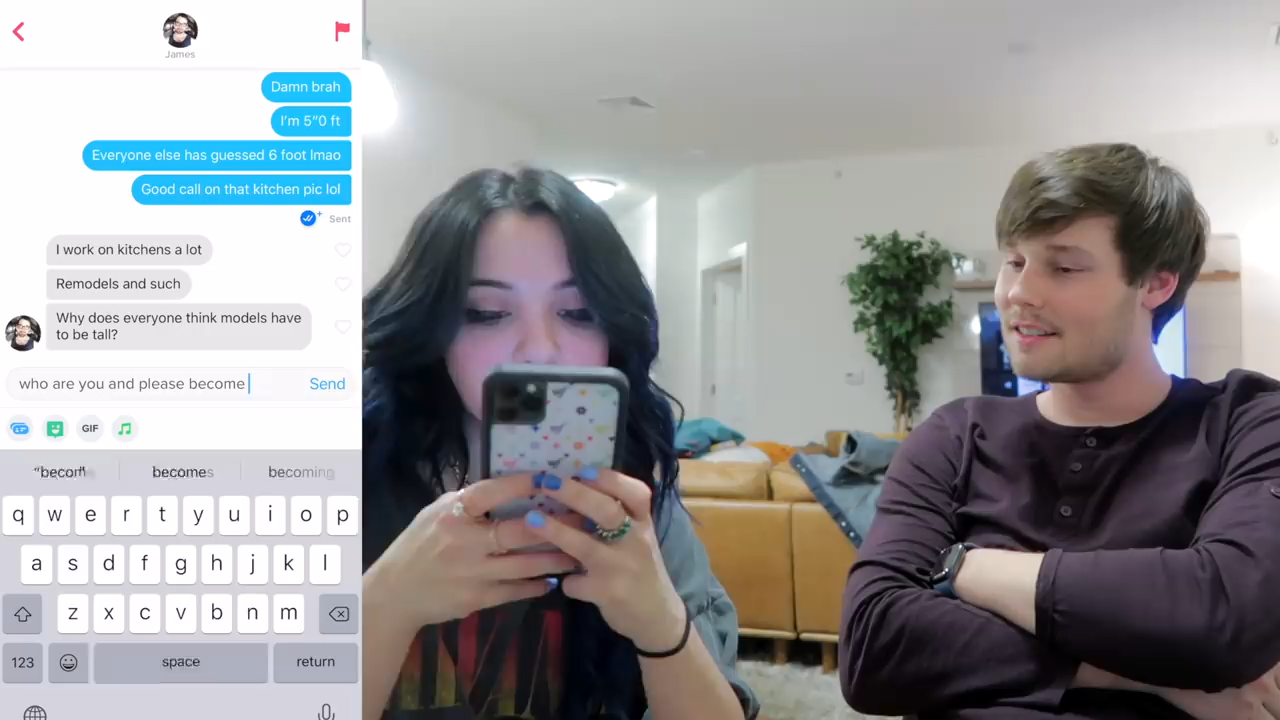 James
Damn brah
I'm 5"0 ft
Everyone else has guessed 6 foot lmao
Good call on that kitchen pic lol
Sent
I work on kitchens a lot
Remodels and such
Why does everyone think models have
to be tall?
who are you and please become
Send
GIF
become
becoming
q w e r t y u i o p
a s d f g h j k l
z x c v b n m
123
space
return